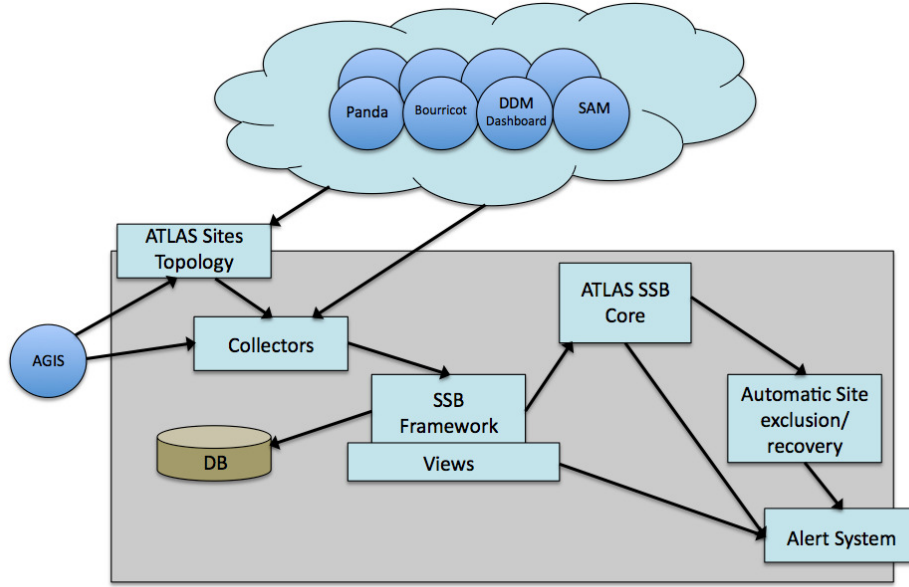 Panda
Bourricot
DDM
Dashboard
SAM
ATLAS Sites
Topology
ATLAS SSB
Core
AGIS
Collectors
SSB
Framework
Automatic Site
exclusion/
recovery
DB
Views
Alert System